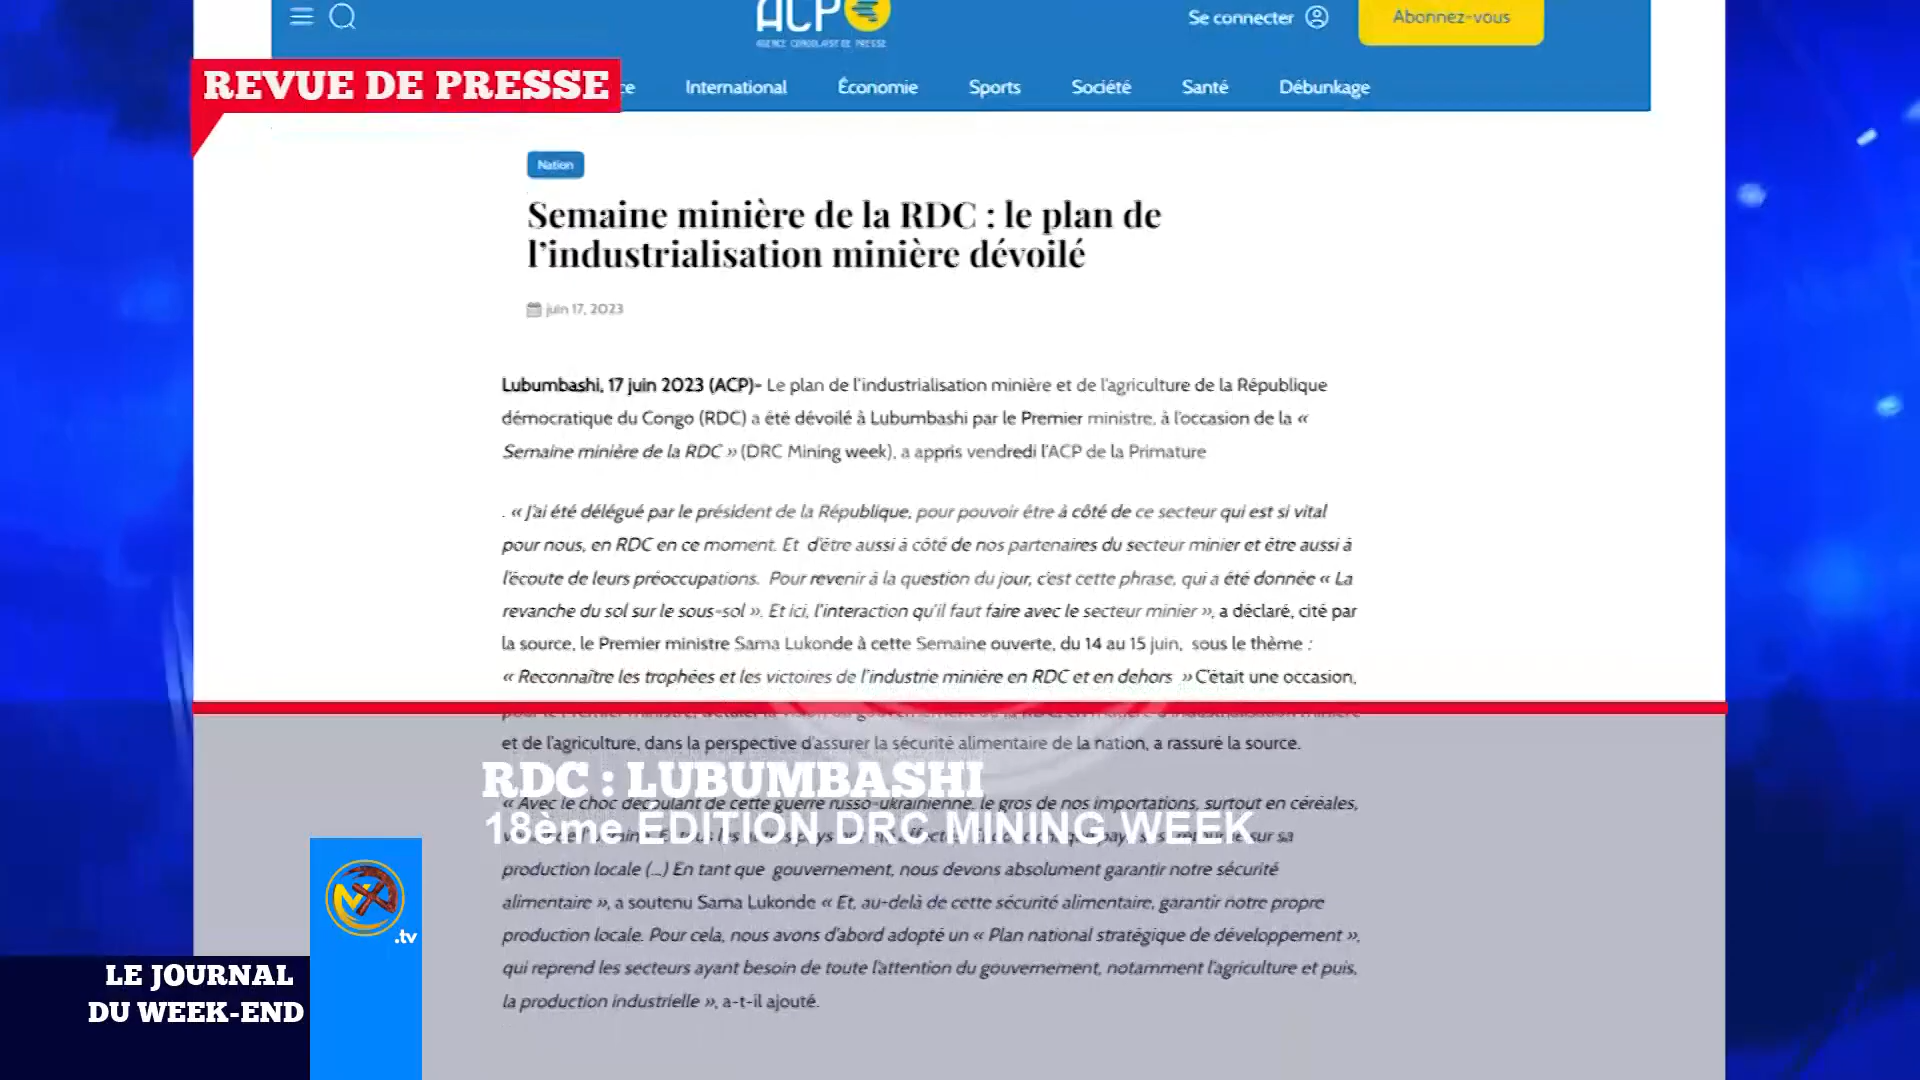 ACP
AGENCE CONGOLAISE DE PRESSE
Se connecter
Abonnez-vous
REVUE DE PRESSE
ce International Économie Sports Société Santé Débunkage
Nation
Semaine minière de la RDC : le plan de
l’industrialisation minière dévoilé
juin 17, 2023
Lubumbashi, 17 juin 2023 (ACP)- Le plan de l’industrialisation minière et de l’agriculture de la République
démocratique du Congo (RDC) a été dévoilé à Lubumbashi par le Premier ministre, à l’occasion de la «
Semaine minière de la RDC » (DRC Mining week), a appris vendredi l’ACP de la Primature
. « J’ai été délégué par le président de la République, pour pouvoir être à côté de ce secteur qui est si vital
pour nous, en RDC en ce moment. Et d’être aussi à côté de nos partenaires du secteur minier et être aussi à
l’écoute de leurs préoccupations. Pour revenir à la question du jour, c’est cette phrase, qui a été donnée « La
revanche du sol sur le sous-sol ». Et ici, l’interaction qu’il faut faire avec le secteur minier », a déclaré, cité par
la source, le Premier ministre Sama Lukonde à cette Semaine ouverte, du 14 au 15 juin, sous le thème :
« Reconnaître les trophées et les victoires de l’industrie minière en RDC et en dehors » C’était une occasion,
et de l’agriculture, dans la perspective d’assurer la sécurité alimentaire de la nation, a rassuré la source.
RDC : LUBUMBASHI
« Avec le choc découlant de cette guerre russo-ukrainienne, le gros de nos importations, surtout en céréales,
18ème ÉDITION DRC MINING WEEK
sur sa
production locale (…) En tant que gouvernement, nous devons absolument garantir notre sécurité
alimentaire », a soutenu Sama Lukonde « Et, au-delà de cette sécurité alimentaire, garantir notre propre
production locale. Pour cela, nous avons d’abord adopté un « Plan national stratégique de développement »,
qui reprend les secteurs ayant besoin de toute l’attention du gouvernement, notamment l’agriculture et puis,
la production industrielle », a-t-il ajouté.
.tv
LE JOURNAL
DU WEEK-END